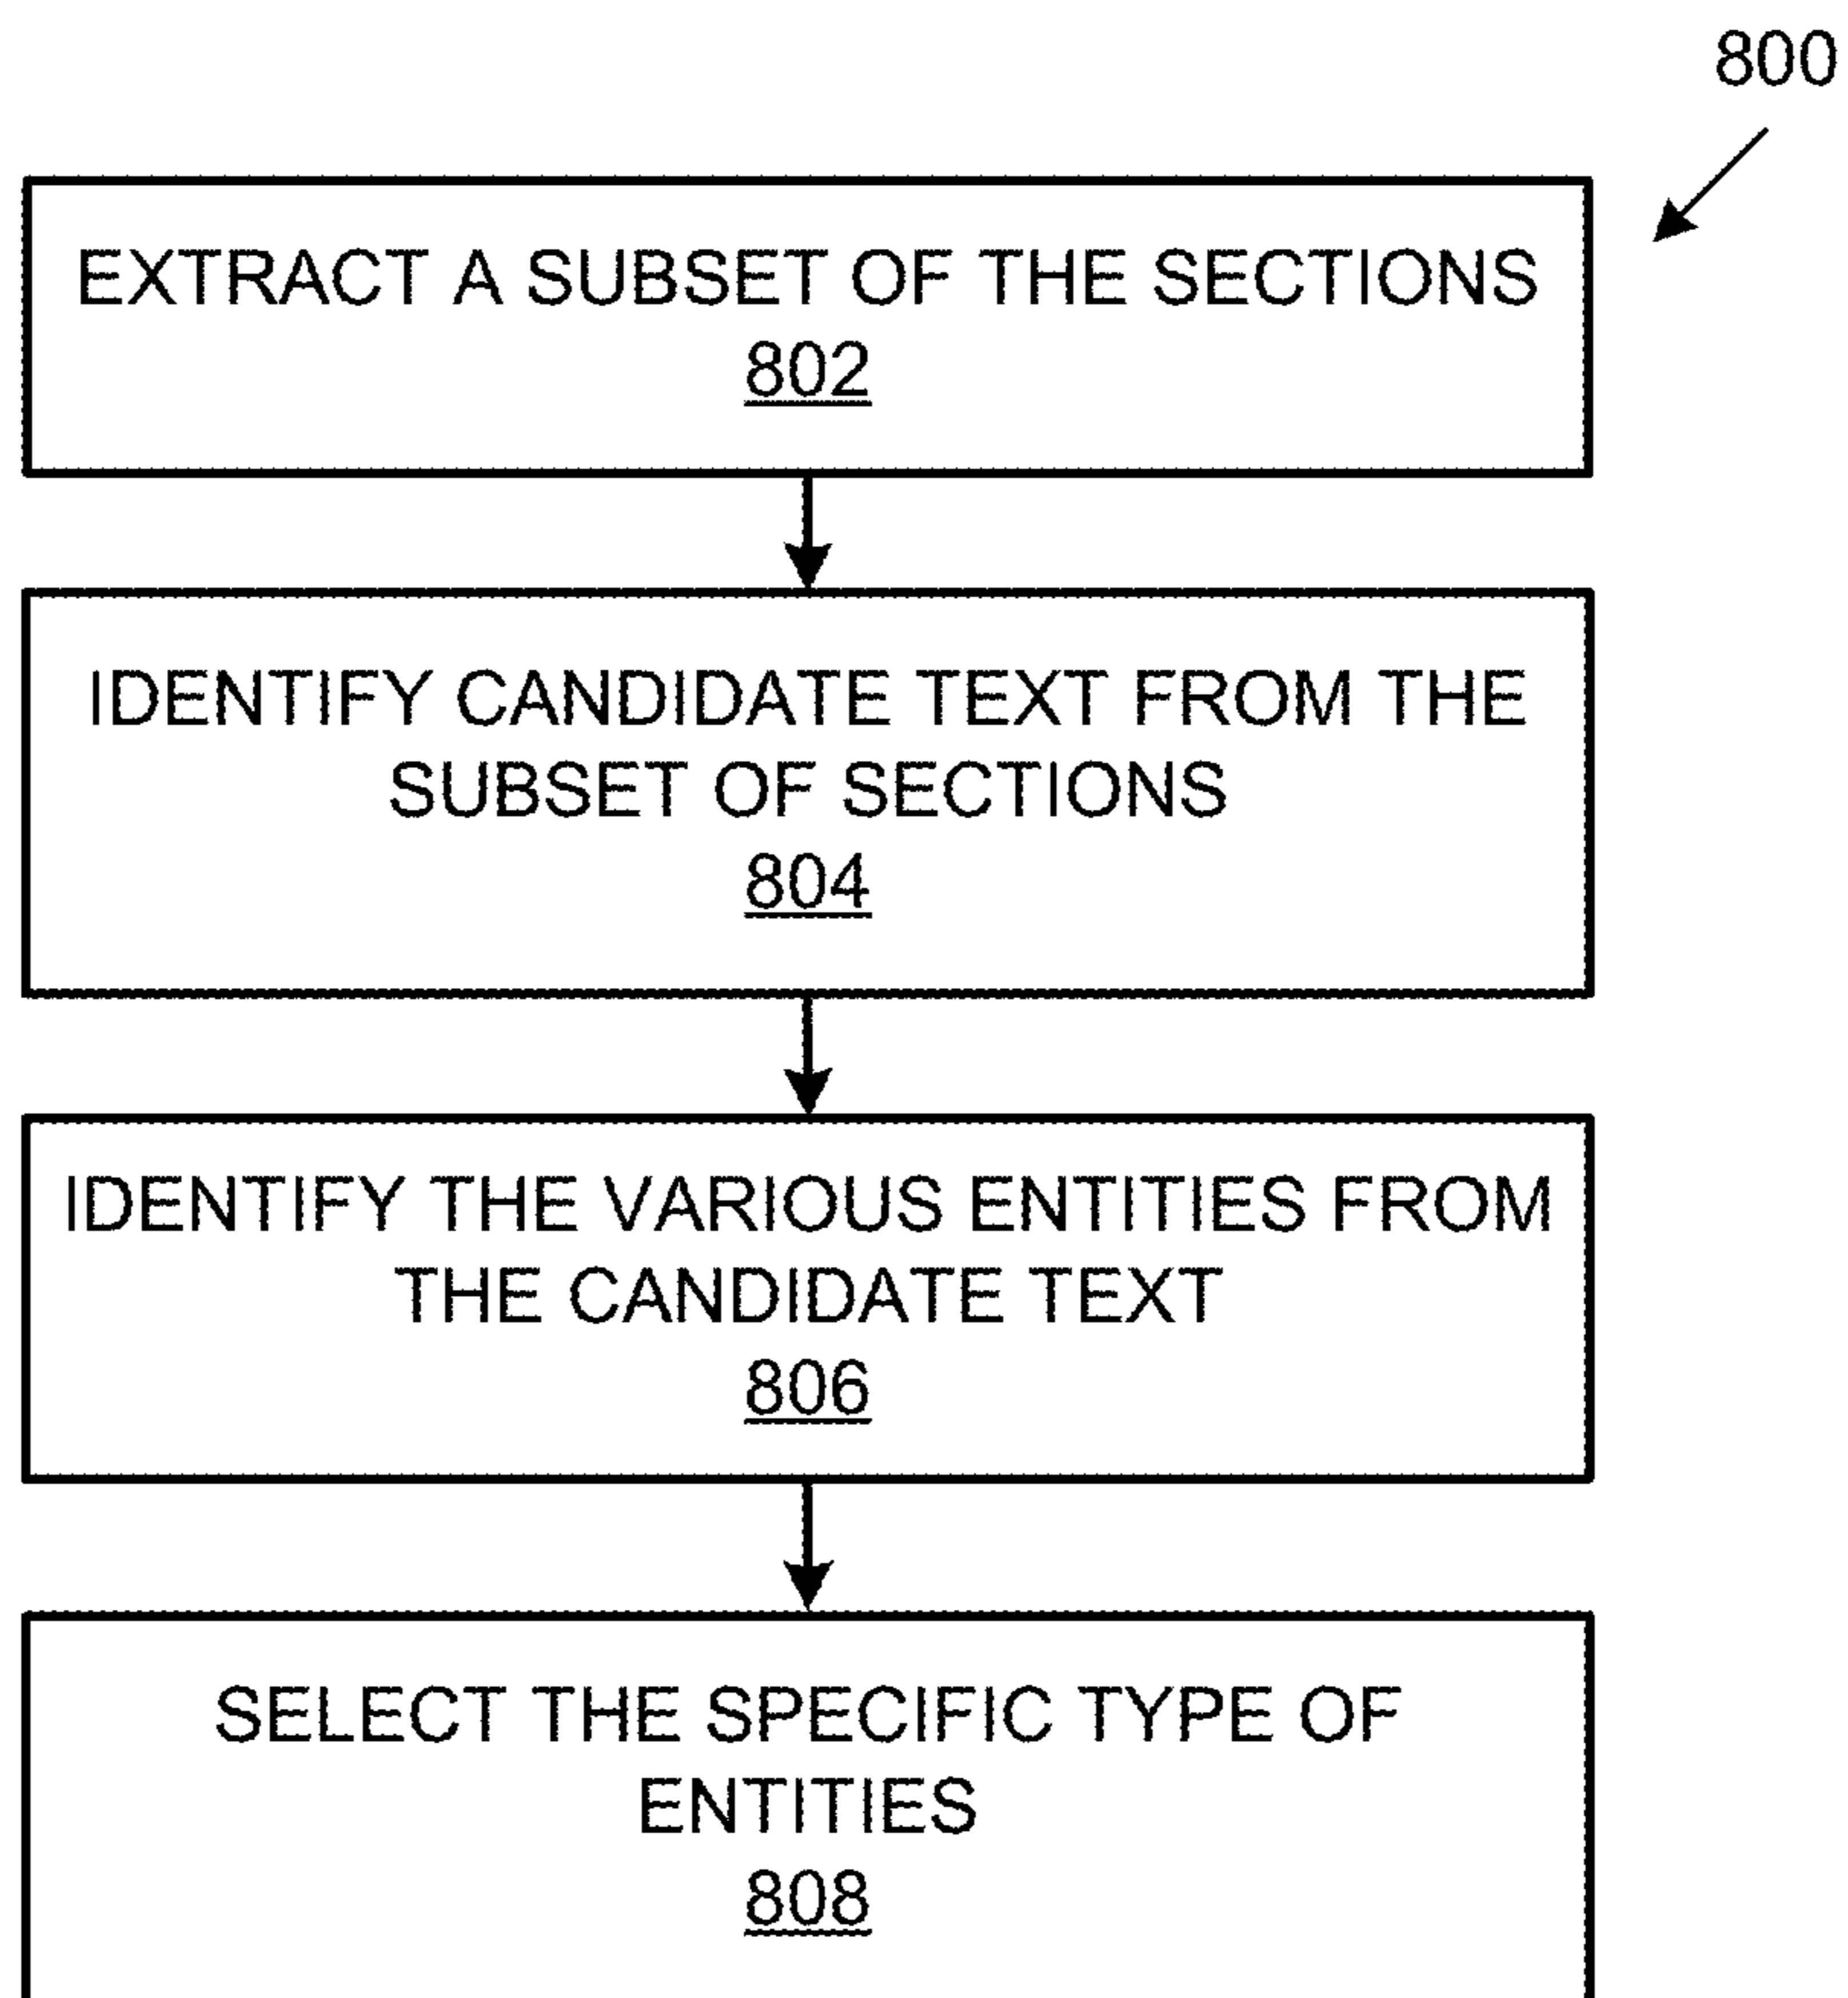 800
EXTRACT A SUBSET OF THE SECTIONS
802
IDENTIFY CANDIDATE TEXT FROM THE
SUBSET OF SECTIONS
804
IDENTIFY THE VARIOUS ENTITIES FROM
THE CANDIDATE TEXT
806
SELECT THE SPECIFIC TYPE OF
ENTITIES
808